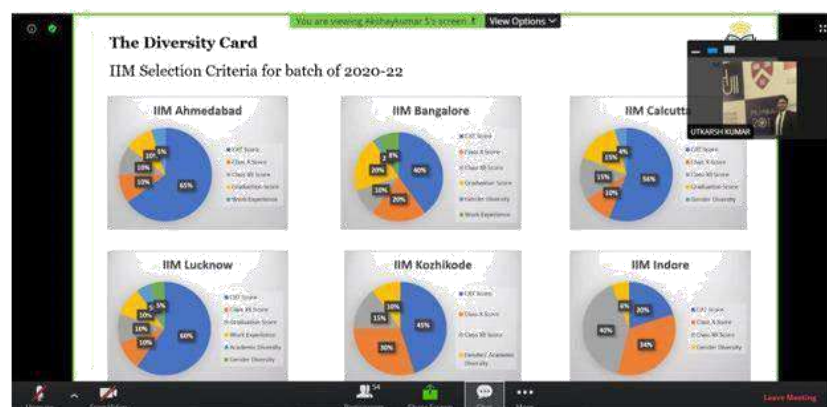 You are viewing Akshaykumar S's screen
View Options
The Diversity Card
IIM Selection Criteria for batch of 2020-22
UTKARSH KUMAR
IIM Ahmedabad
65%
10%
10%
10%
5%
CAT Score
Class X Score
Class XII Score
Graduation Score
Work Experience
IIM Bangalore
40%
20%
10%
20%
2
8%
CAT Score
Class X Score
Class XII Score
Graduation Score
Gender Diversity
Work Experience
IIM Calcutta
56%
10%
15%
15%
4%
CAT Score
Class X Score
Class XII Score
Graduation Score
Gender Diversity
IIM Lucknow
60%
10%
10%
10%
5
5%
CAT Score
Class XII Score
Graduation Score
Work Experience
Academic Diversity
Gender Diversity
IIM Kozhikode
45%
30%
15%
10%
CAT Score
Class X Score
Class XII Score
Gender/ Academic
Diversity
IIM Indore
20%
34%
40%
6%
CAT Score
Class X Score
Class XII Score
Gender Diversity
54
Leave Meeting